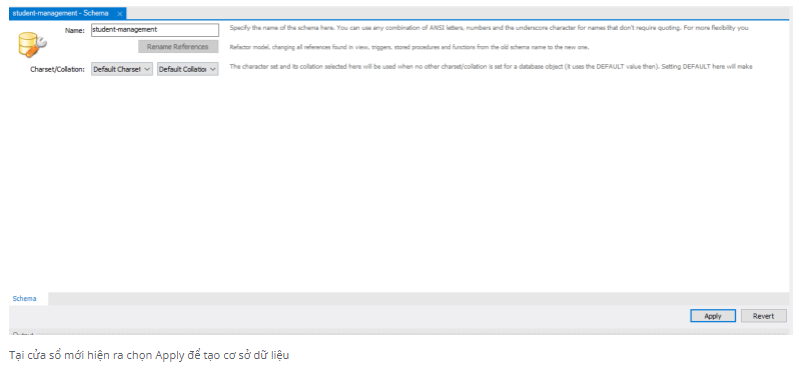 student-management - Schema ×
Name: student-management Specify the name of the schema here. You can use any combination of ANSI letters, numbers and the underscore character for names that don't require quoting. For more flexibility you
Rename References Refactor model, changing all references found in view, triggers, stored procedures and functions from the old schema name to the new one.
Charset/Collation: Default Charset Default Collation The character set and its collation selected here will be used when no other charset/collation is set for a database object (it uses the DEFAULT value then). Setting DEFAULT here will make
Schema
Apply Revert
Output
Tại cửa sổ mới hiện ra chọn Apply để tạo cơ sở dữ liệu